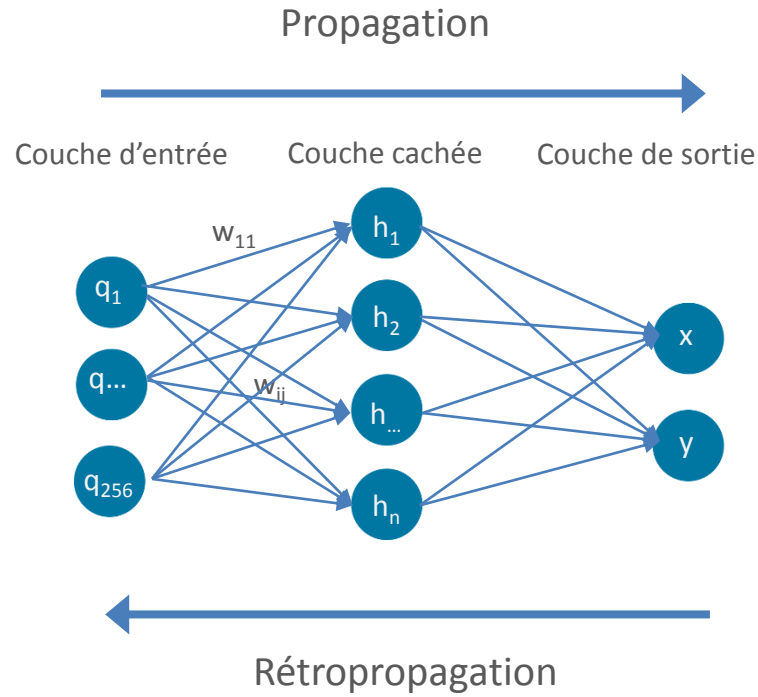 Propagation
Couche d'entrée
Couche cachée
Couche de sortie
w₁₁
h₁
q₁
h₂
x
q...
wᵢⱼ
h...
y
q₂₅₆
hₙ
Rétropropagation